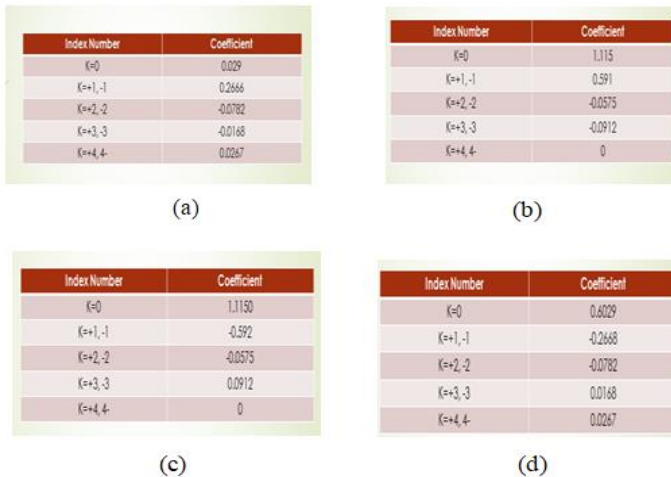 Index Number Coefficient
K=0 0.029
K=+1, -1 0.2666
K=+2, -2 -0.0782
K=+3, -3 -0.0168
K=+4, 4- 0.0267
(a)
Index Number Coefficient
K=0 1.115
K=+1, -1 0.591
K=+2, -2 -0.0575
K=+3, -3 -0.0912
K=+4, 4- 0
(b)
Index Number Coefficient
K=0 1.1150
K=+1, -1 -0.592
K=+2, -2 -0.0575
K=+3, -3 0.0912
K=+4, 4- 0
(c)
Index Number Coefficient
K=0 0.6029
K=+1, -1 -0.2668
K=+2, -2 -0.0782
K=+3, -3 0.0168
K=+4, 4- 0.0267
(d)